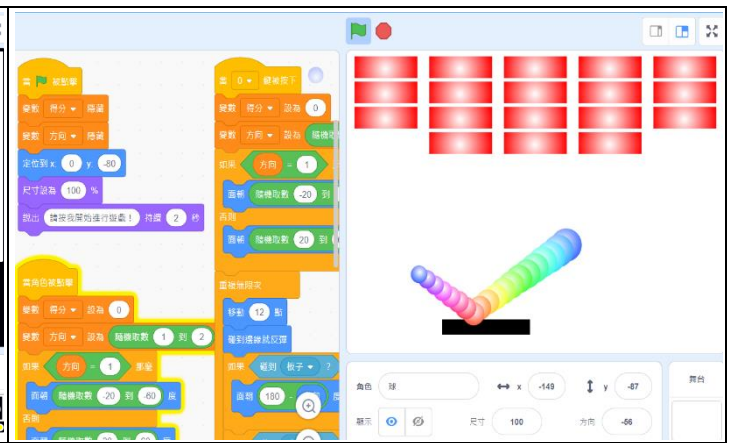 當 被點擊
變數 得分 隱藏
變數 方向 隱藏
定位到 x: 0 y: -80
尺寸設為 100 %
說出 請按我開始進行掛虧! 持續 2 秒
當角色被點擊
變數 得分 設為 0
變數 方向 設為 隨機取數 1 到 2
如果 方向 = 1 那麼
面朝 隨機取數 -20 到 -60 度
否則
當 0 鍵被按下
變數 得分 設為 0
變數 方向 設為 隨機取
如果 方向 = 1
面朝 隨機取數 -20 到
否則
面朝 隨機取數 20 到
重複無限次
移動 12 點
碰到邊緣就反彈
如果 碰到 板子 ?
面朝 180 -
角色 球 x -149 y -87
顯示 尺寸 100 方向 -56
舞台